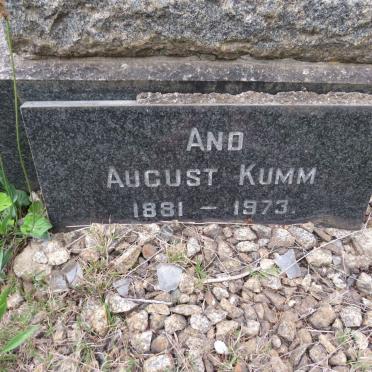 AND
AUGUST KUMM
1881 - 1973